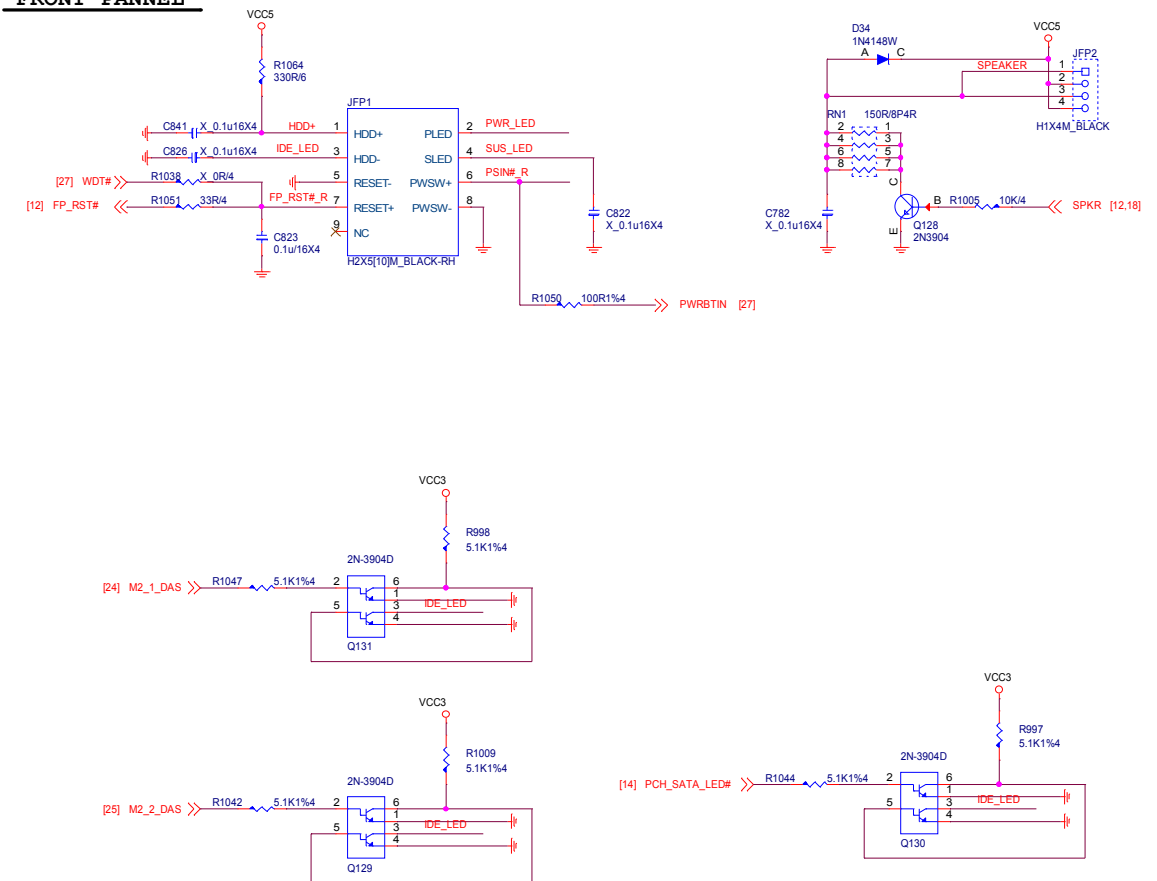 FRONT PANNEL
VCC5
R1064
330R/6
JFP1
C841 X_0.1u16X4 HDD+ 1 HDD+ PLED 2 PWR_LED
C826 X_0.1u16X4 IDE_LED 3 HDD- SLED 4 SUS_LED
[27] WDT# R1038 X_0R/4 5 RESET- PWSW+ 6 PSIN#_R
[12] FP_RST# R1051 33R/4 FP_RST#_R 7 RESET+ PWSW- 8
9 NC
C823
0.1u/16X4
H2X5[10]M_BLACK-RH
C822
X_0.1u16X4
R1050 100R1%4 PWRBTIN [27]
D34
1N4148W
A C
VCC5
JFP2
SPEAKER 1
2
3
4
H1X4M_BLACK
RN1 150R/8P4R
2 1
4 3
6 5
8 7
C782
X_0.1u16X4
C
B R1005 10K/4 SPKR [12,18]
E
Q128
2N3904
VCC3
R998
5.1K1%4
2N-3904D
[24] M2_1_DAS R1047 5.1K1%4 2 6
1
5 3 IDE_LED
4
Q131
VCC3
R1009
5.1K1%4
2N-3904D
[25] M2_2_DAS R1042 5.1K1%4 2 6
1
5 3 IDE_LED
4
Q129
VCC3
R997
5.1K1%4
2N-3904D
[14] PCH_SATA_LED# R1044 5.1K1%4 2 6
1
5 3 IDE_LED
4
Q130